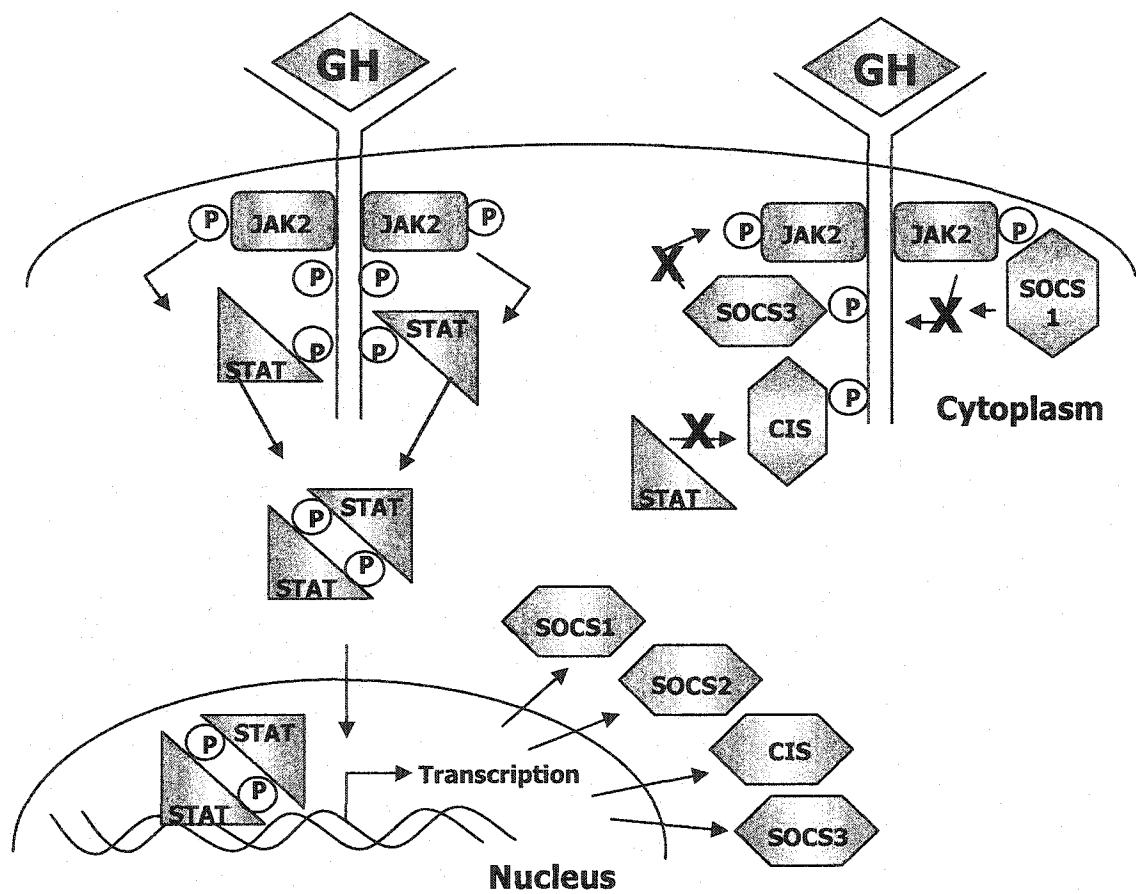 GH
GH
P
JAK2
JAK2
P
P
P
STAT
P
P
STAT
P
JAK2
JAK2
P
SOCS3
P
SOCS
1
CIS
P
STAT
Cytoplasm
P
STAT
P
STAT
SOCS1
SOCS2
CIS
SOCS3
P
STAT
P
STAT
Transcription
Nucleus